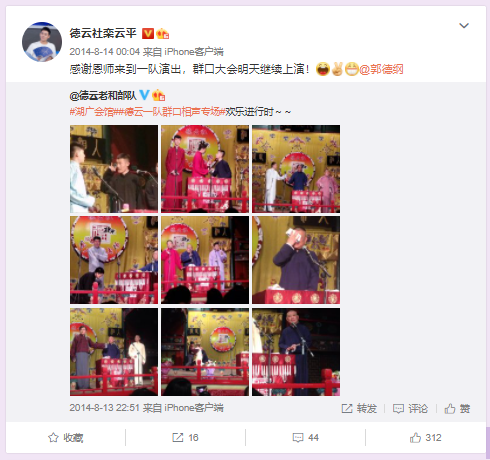 德云社栾云平
2014-8-14 00:04 来自 iPhone客户端
感谢恩师来到一队演出，群口大会明天继续上演！@郭德纲
@德云老和部队
#湖广会馆##德云一队群口相声专场#欢乐进行时～～
2014-8-13 22:51 来自 iPhone客户端
转发 评论 赞
收藏 16 44 312